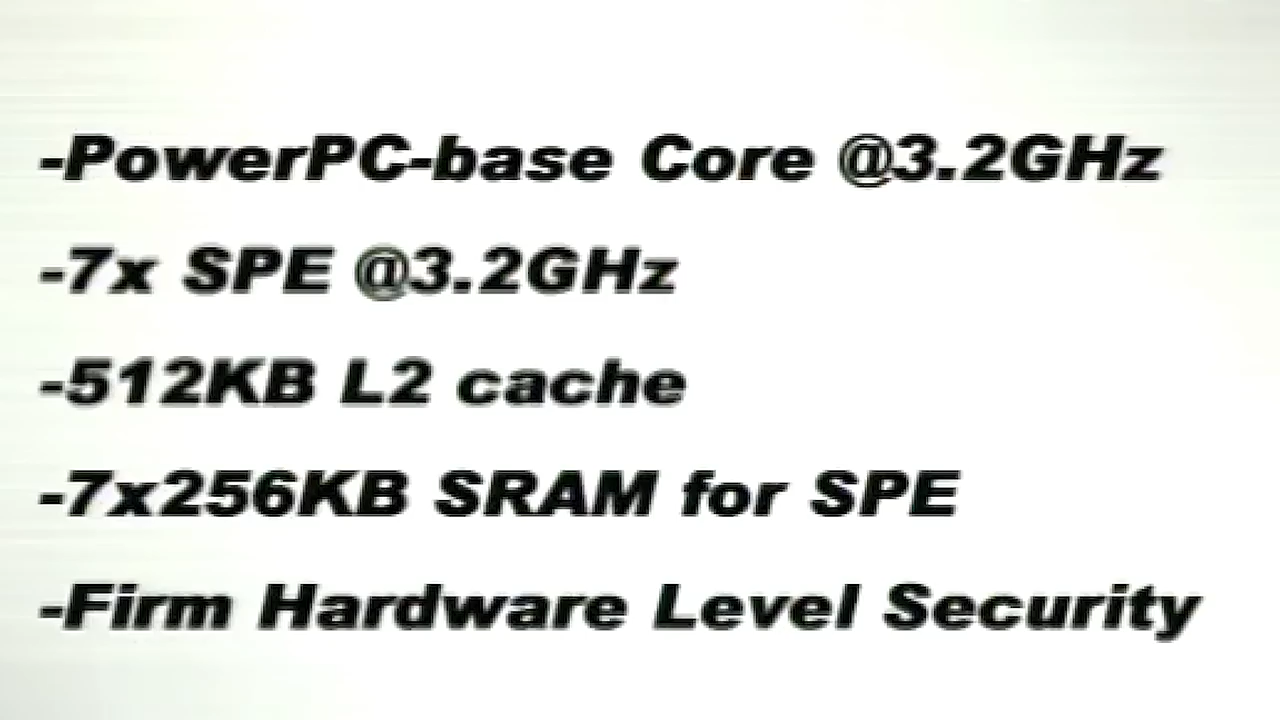 -PowerPC-base Core @3.2GHz
-7x SPE @3.2GHz
-512KB L2 cache
-7x256KB SRAM for SPE
-Firm Hardware Level Security